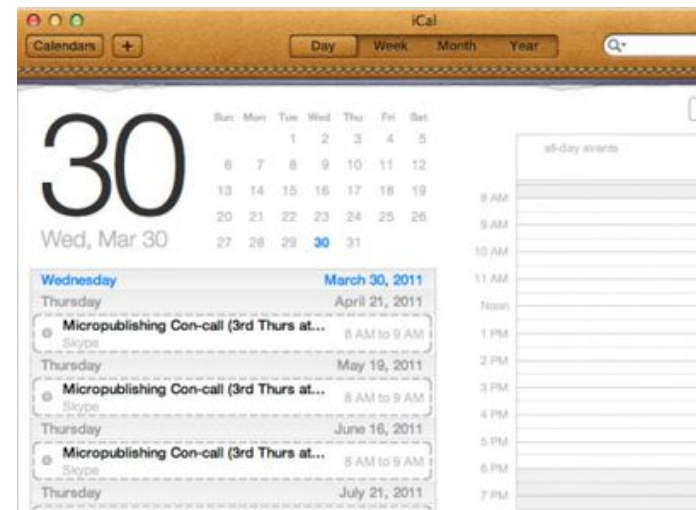 iCal
Calendars + Day Week Month Year
30
Wed, Mar 30
Sun Mon Tue Wed Thu Fri Sat
1 2 3 4 5
6 7 8 9 10 11 12
13 14 15 16 17 18 19
20 21 22 23 24 25 26
27 28 29 30 31
Wednesday March 30, 2011
Thursday April 21, 2011
Micropublishing Con-call (3rd Thurs at... 8 AM to 9 AM
Skype
Thursday May 19, 2011
Micropublishing Con-call (3rd Thurs at... 8 AM to 9 AM
Skype
Thursday June 16, 2011
Micropublishing Con-call (3rd Thurs at... 8 AM to 9 AM
Skype
Thursday July 21, 2011
all-day events
8 AM
9 AM
10 AM
11 AM
Noon
1 PM
2 PM
3 PM
4 PM
5 PM
6 PM
7 PM